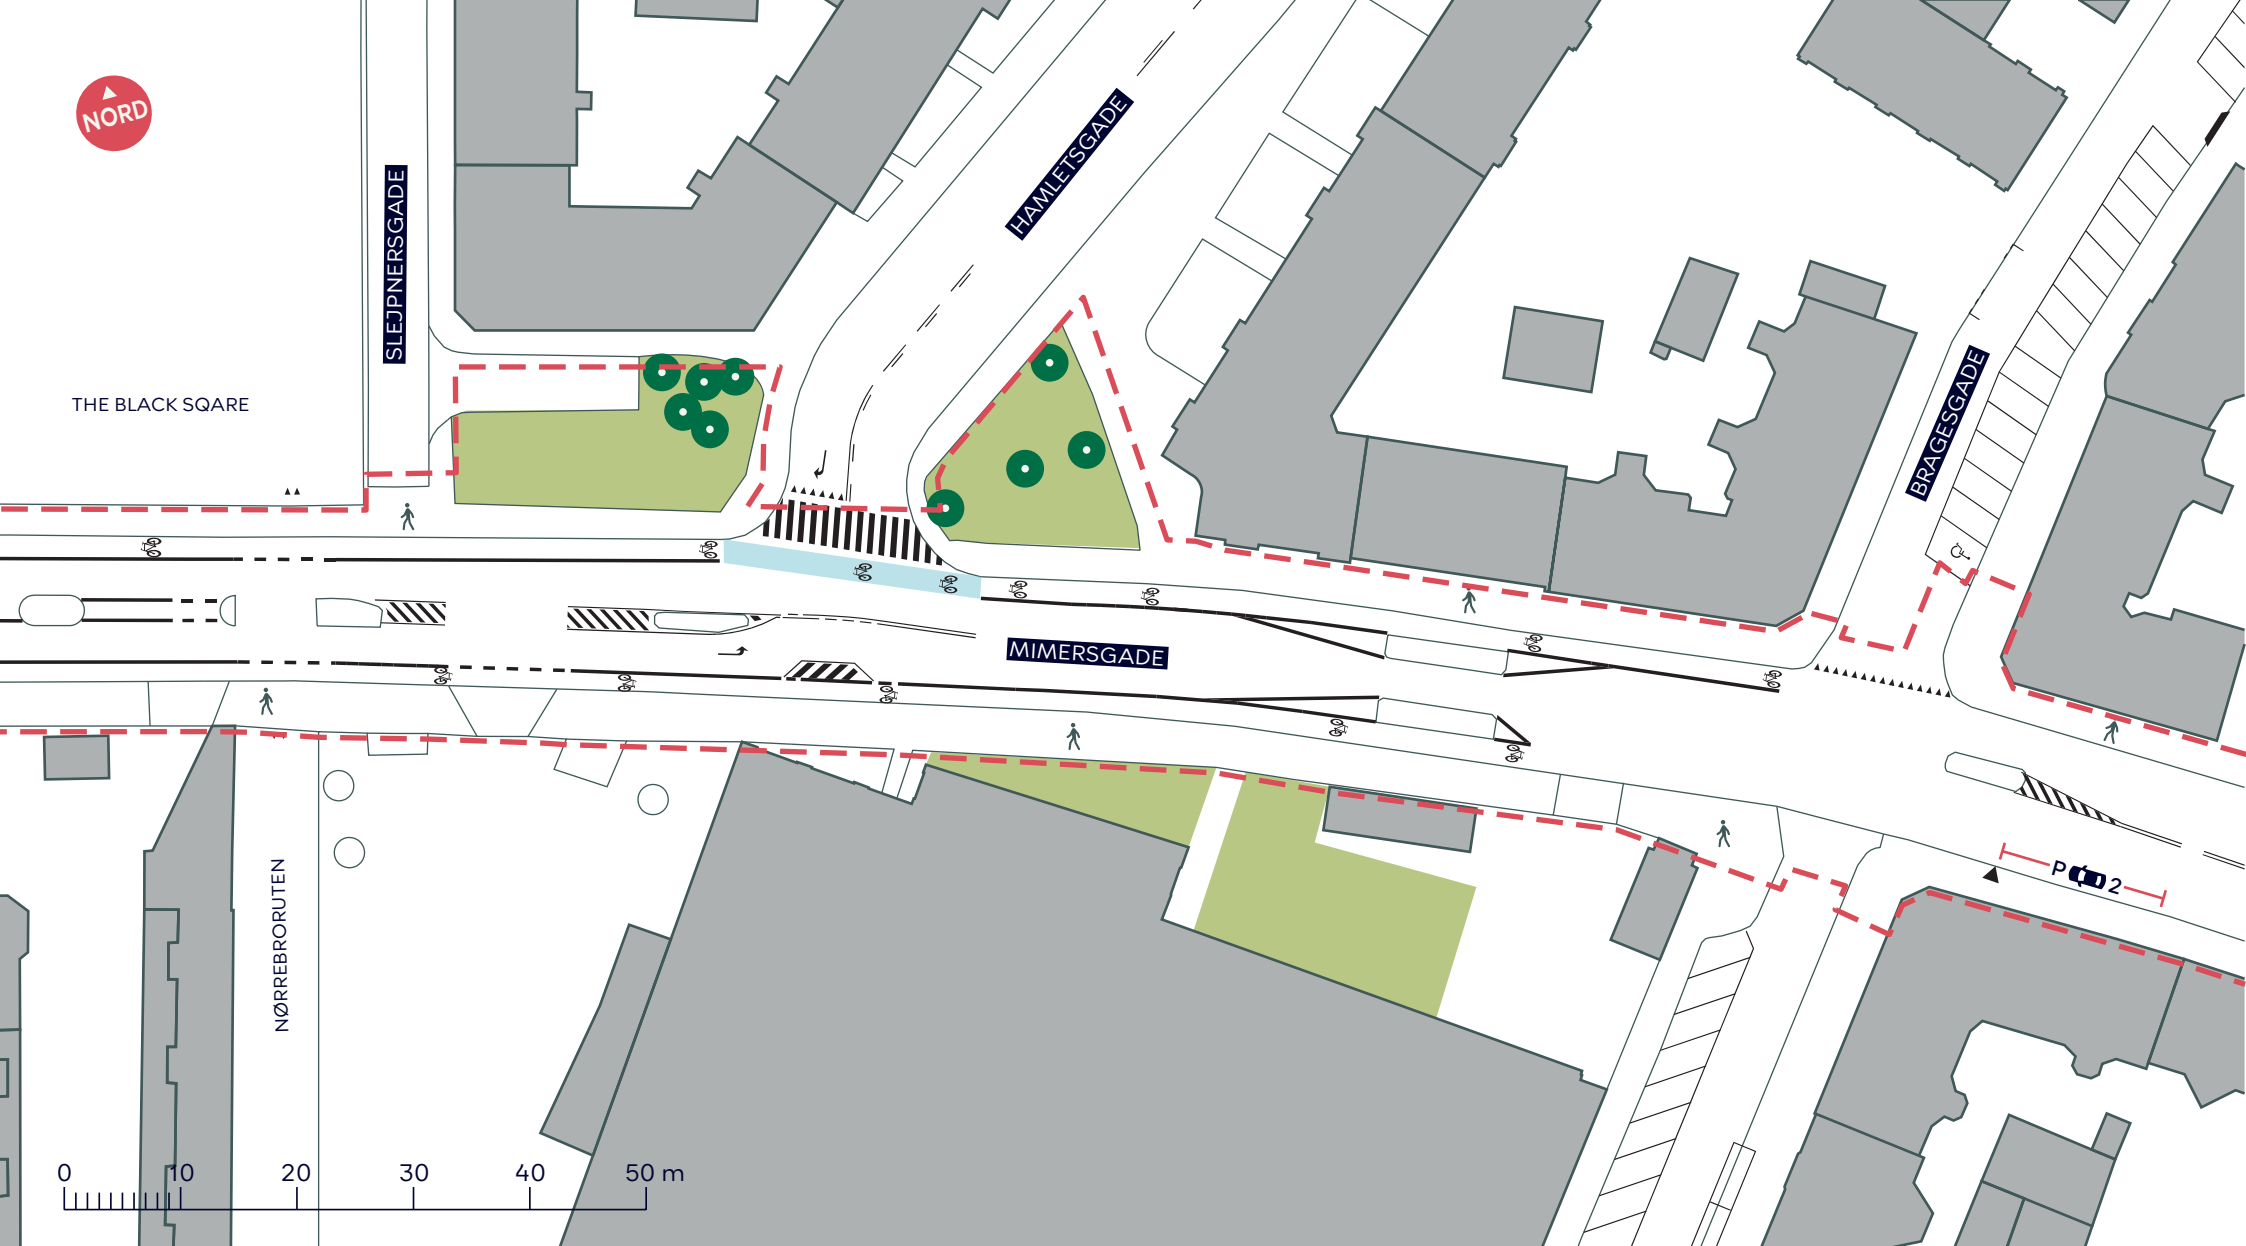 NORD
SLEJPNERSGADE
HAMLETSGADE
BRAGESGADE
THE BLACK SQARE
MIMERSGADE
P 2
NØRREBRORUTEN
0 10 20 30 40 50 m